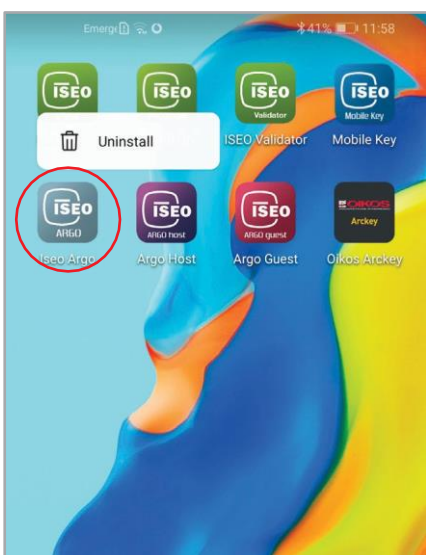 Emerg
41% 11:58
ISEO
ISEO
ISEO
Validator
ISEO
Mobile Key
Uninstall
ISEO Validator
Mobile Key
ISEO
ARGO
ISEO
ARGO host
ISEO
ARGO guest
OIKOS
Arckey
Iseo Argo
Argo Host
Argo Guest
Oikos Arckey